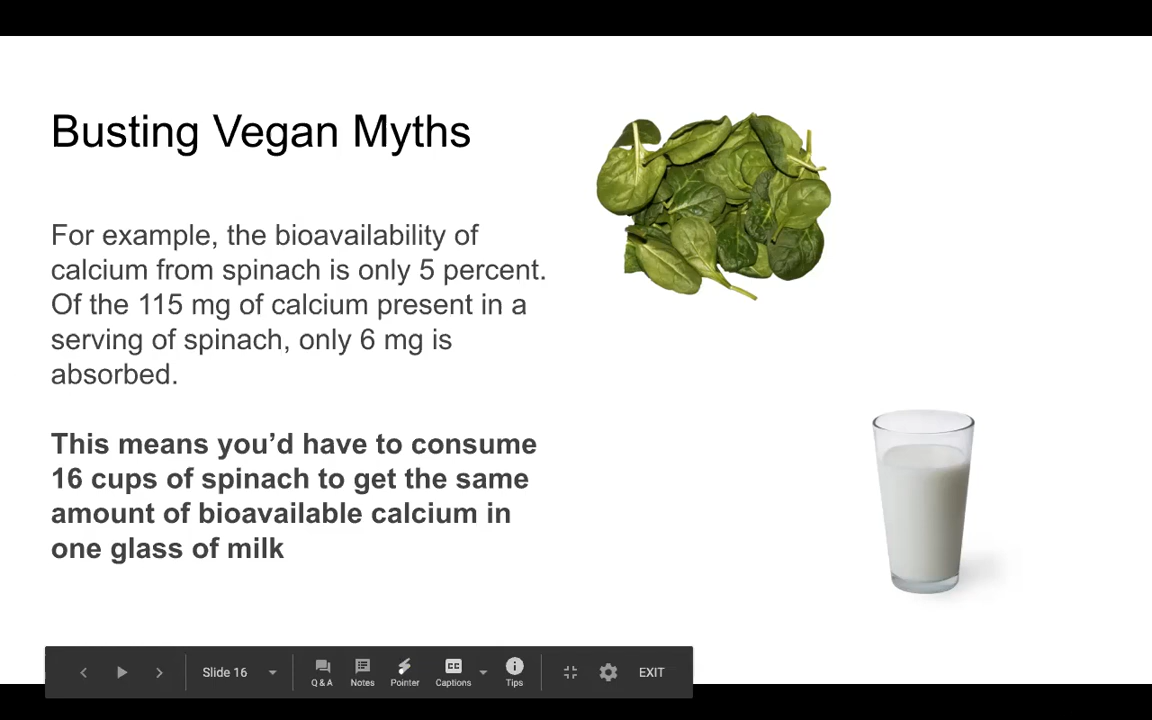 Busting Vegan Myths
For example, the bioavailability of
calcium from spinach is only 5 percent.
Of the 115 mg of calcium present in a
serving of spinach, only 6 mg is
absorbed.
This means you’d have to consume
16 cups of spinach to get the same
amount of bioavailable calcium in
one glass of milk
Slide 16
Q & A
Notes
Pointer
CC
Captions
Tips
EXIT